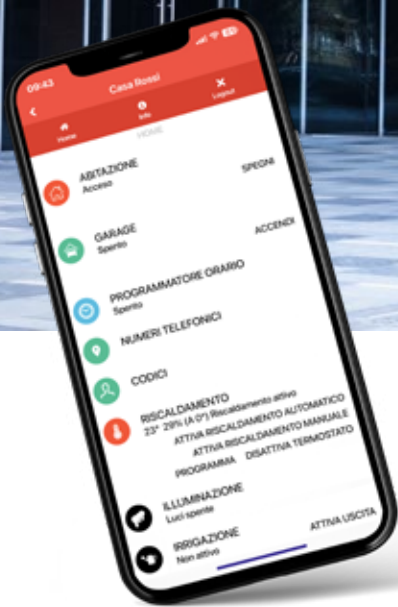 09:43
Casa Rossi
Home Info Logout
HOME
ABITAZIONE
Acceso SPEGNI
GARAGE
Spento ACCENDI
PROGRAMMATORE ORARIO
Spento
NUMERI TELEFONICI
CODICI
RISCALDAMENTO
23° 29% (A 0°) Riscaldamento attivo
ATTIVA RISCALDAMENTO AUTOMATICO
ATTIVA RISCALDAMENTO MANUALE
PROGRAMMA DISATTIVA TERMOSTATO
ILLUMINAZIONE
Luci spente
IRRIGAZIONE
Non attivo ATTIVA USCITA